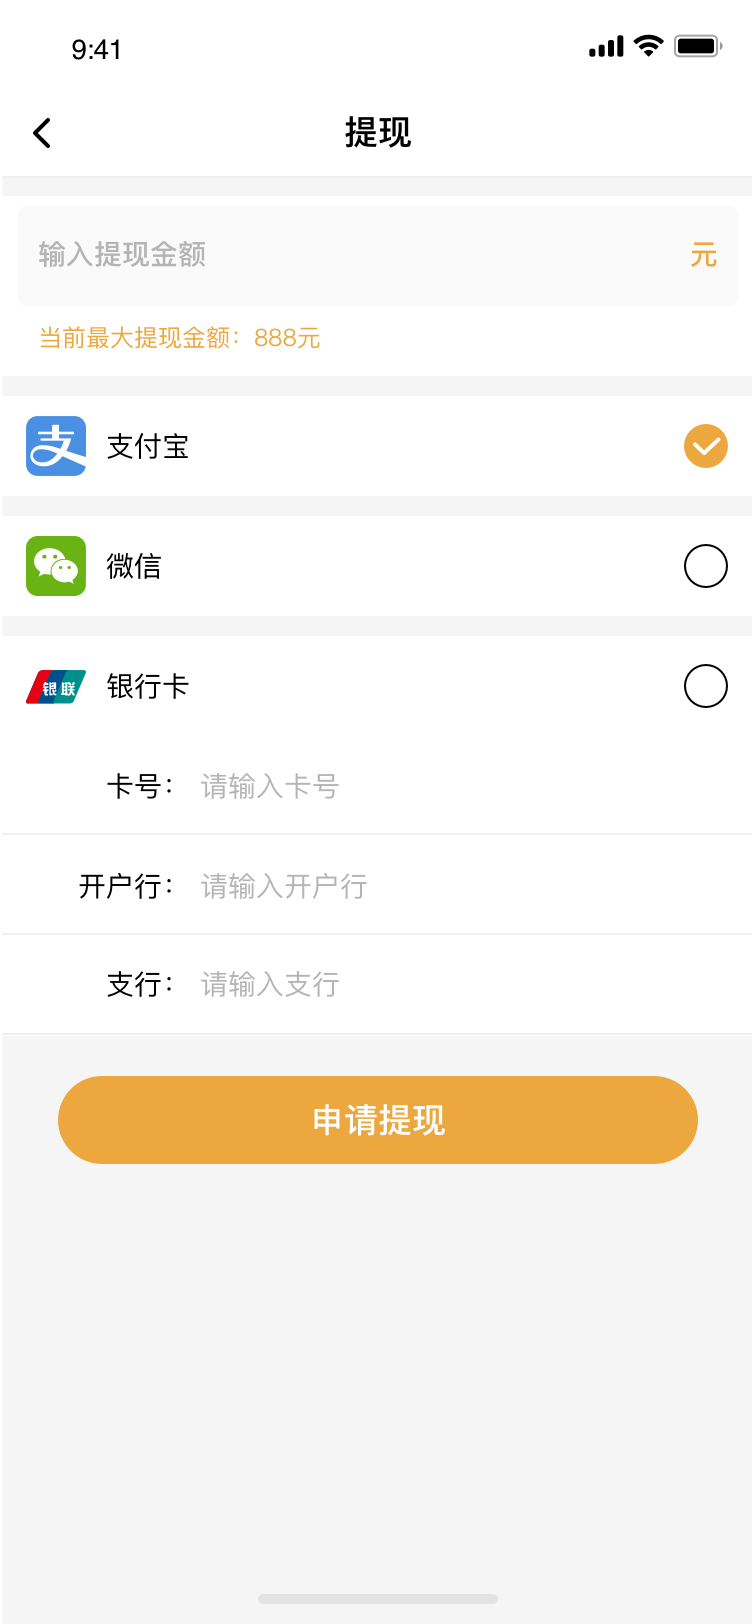 9:41
提现
输入提现金额 元
当前最大提现金额：888元
支 支付宝
微信
银联 银行卡
卡号： 请输入卡号
开户行： 请输入开户行
支行： 请输入支行
申请提现